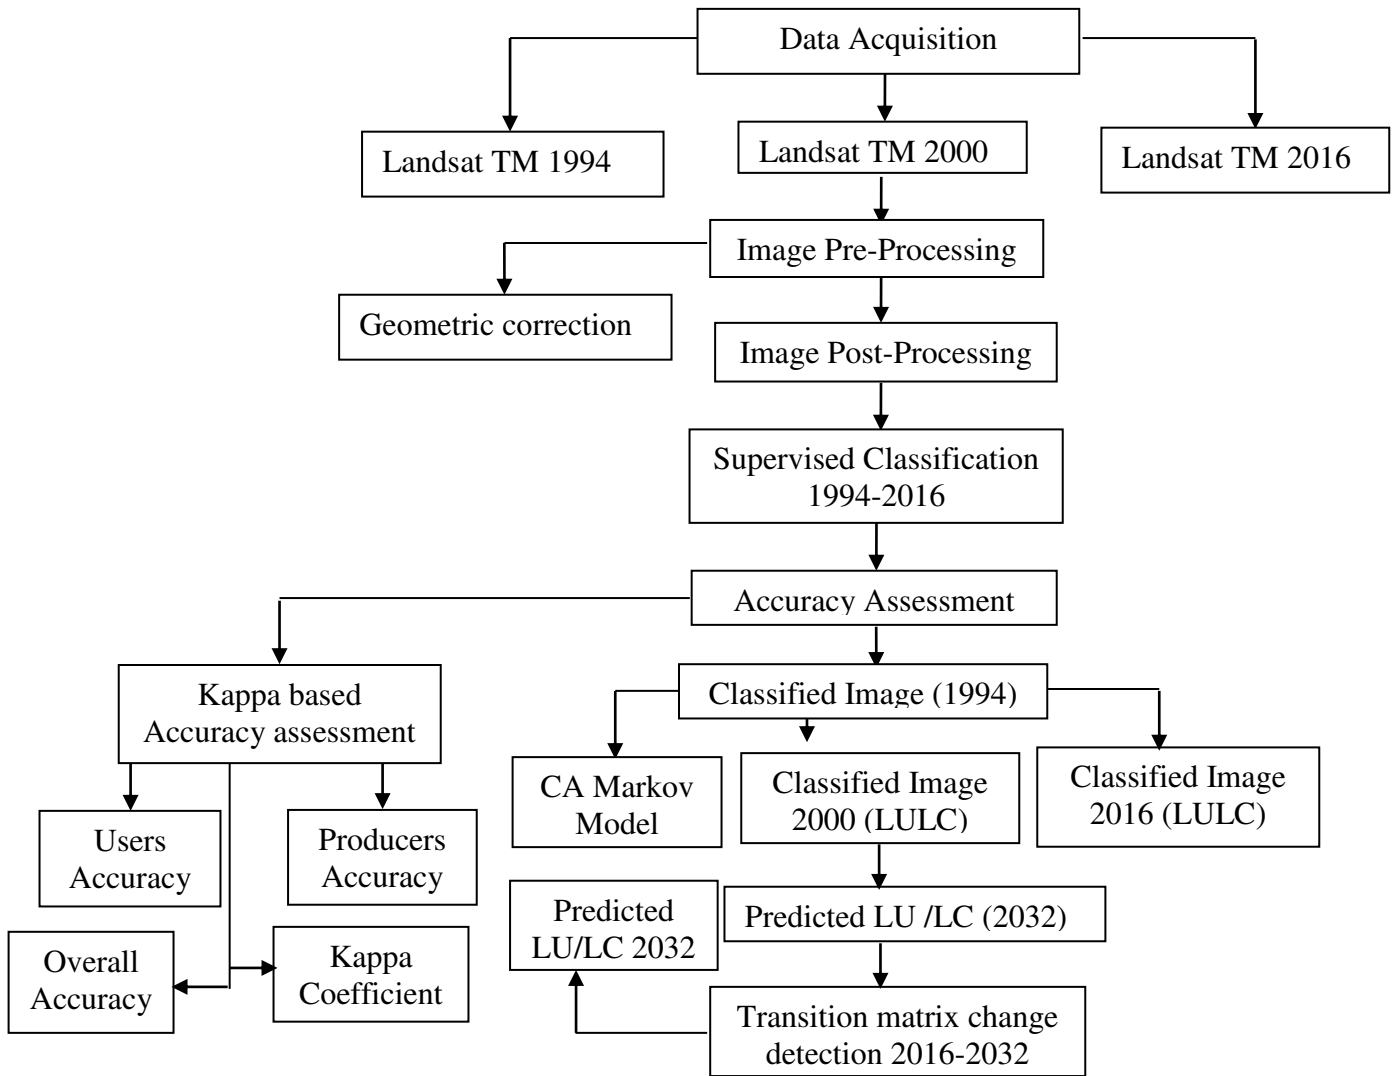 Data Acquisition
Landsat TM 1994
Landsat TM 2000
Landsat TM 2016
Image Pre-Processing
Geometric correction
Image Post-Processing
Supervised Classification
1994-2016
Accuracy Assessment
Kappa based
Accuracy assessment
Classified Image (1994)
CA Markov
Model
Classified Image
2000 (LULC)
Classified Image
2016 (LULC)
Users
Accuracy
Producers
Accuracy
Predicted
LU/LC 2032
Predicted LU /LC (2032)
Overall
Accuracy
Kappa
Coefficient
Transition matrix change
detection 2016-2032